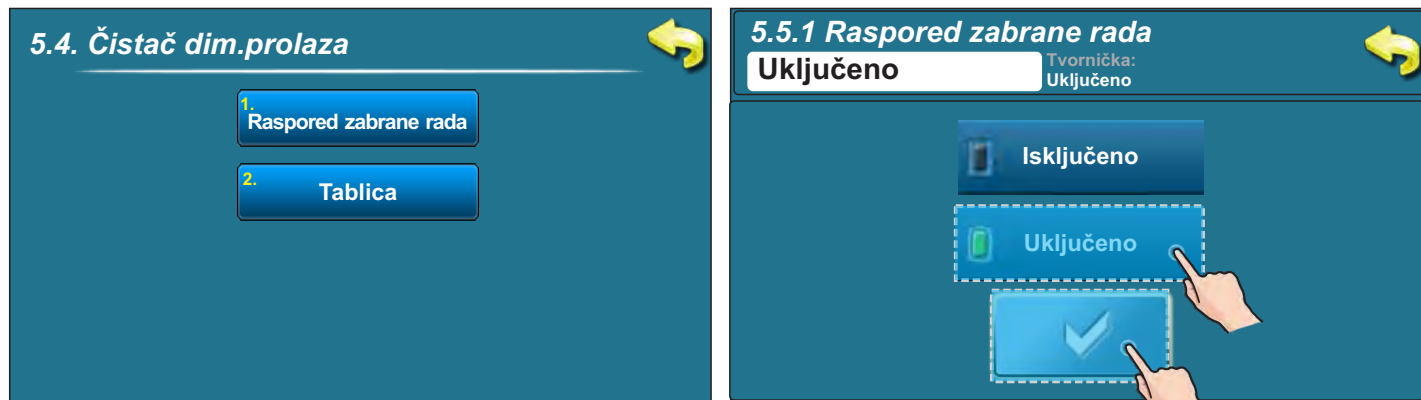 5.4. Čistač dim.prolaza
1.
Raspored zabrane rada
2.
Tablica
5.5.1 Raspored zabrane rada
Uključeno
Tvornička:
Uključeno
Isključeno
Uključeno